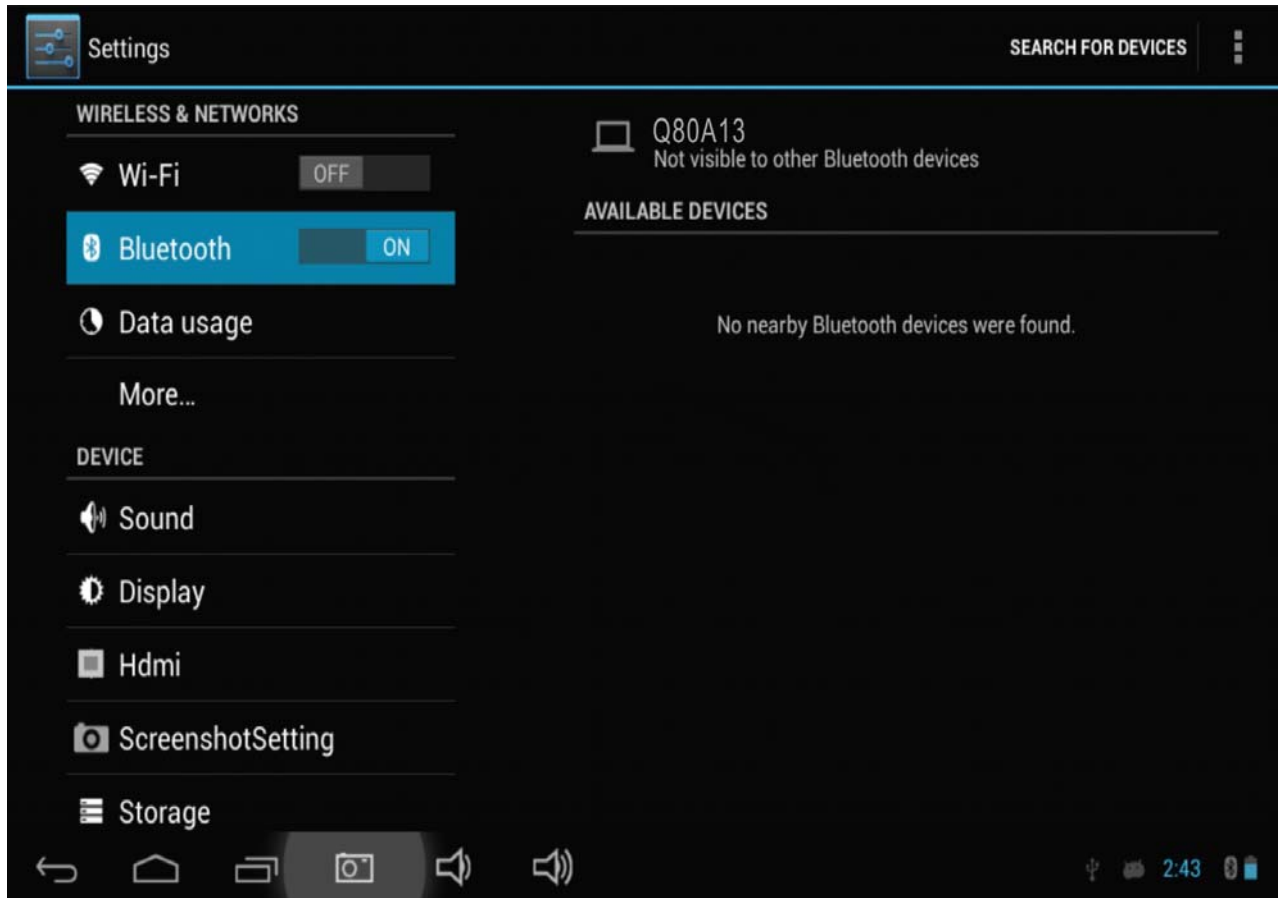 Settings
SEARCH FOR DEVICES
WIRELESS & NETWORKS
Wi-Fi
OFF
Bluetooth
ON
Data usage
More...
DEVICE
Sound
Display
Hdmi
ScreenshotSetting
Storage
Q80A13
Not visible to other Bluetooth devices
AVAILABLE DEVICES
No nearby Bluetooth devices were found.
2:43